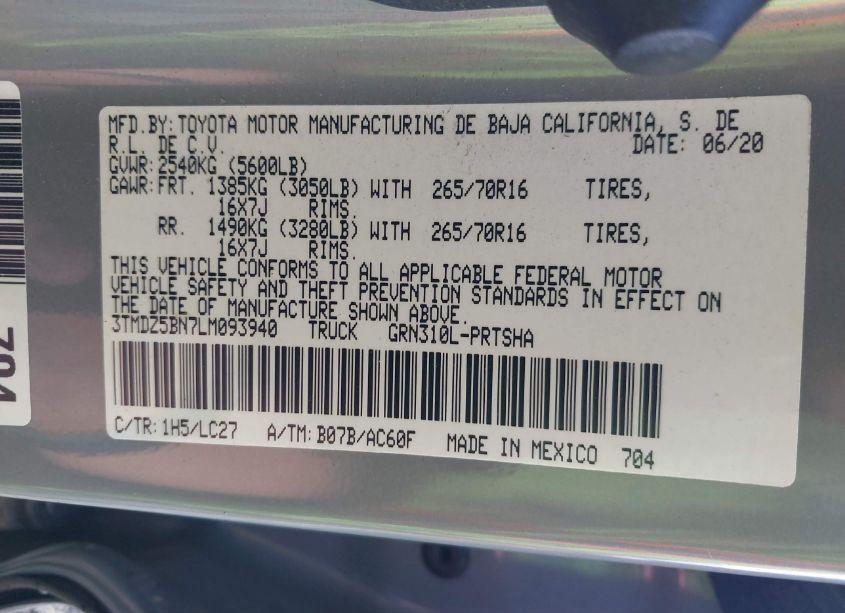 MFD.BY: TOYOTA MOTOR MANUFACTURING DE BAJA CALIFORNIA, S. DE
R.L. DE C.V. DATE: 06/20
GVWR: 2540KG (5600LB)
GAWR: FRT. 1385KG (3050LB) WITH 265/70R16 TIRES,
16X7J RIMS.
RR. 1490KG (3280LB) WITH 265/70R16 TIRES,
16X7J RIMS.
THIS VEHICLE CONFORMS TO ALL APPLICABLE FEDERAL MOTOR
VEHICLE SAFETY AND THEFT PREVENTION STANDARDS IN EFFECT ON
THE DATE OF MANUFACTURE SHOWN ABOVE.
3TMDZ5BN7LM093940 TRUCK GRN310L-PRTSHA
C/TR: 1H5/LC27 A/TM: B07B/AC60F MADE IN MEXICO 704
704